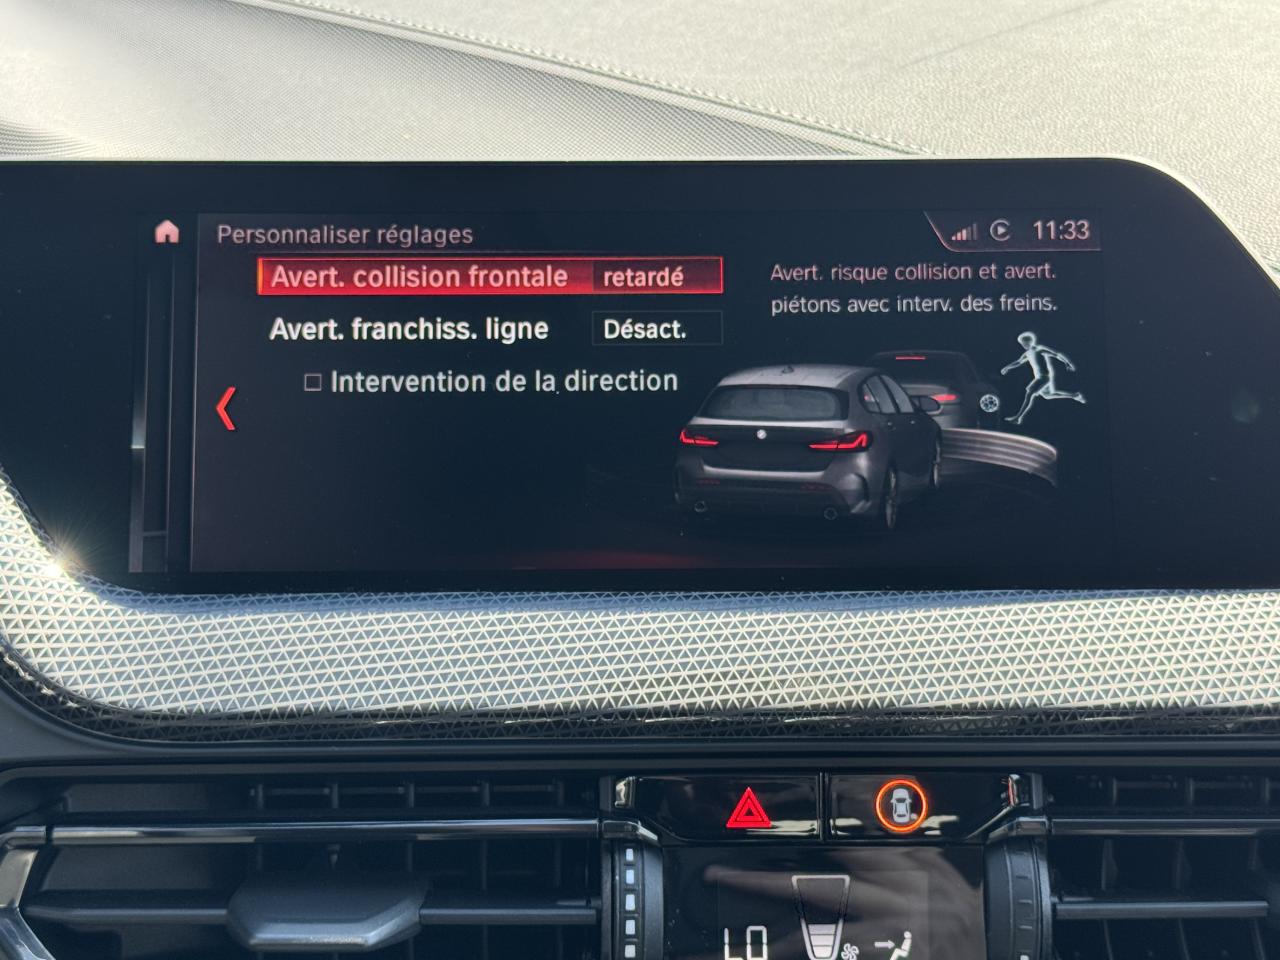 Personnaliser réglages
11:33
Avert. collision frontale retardé
Avert. franchiss. ligne Désact.
Intervention de la direction
Avert. risque collision et avert.
piétons avec interv. des freins.
LO